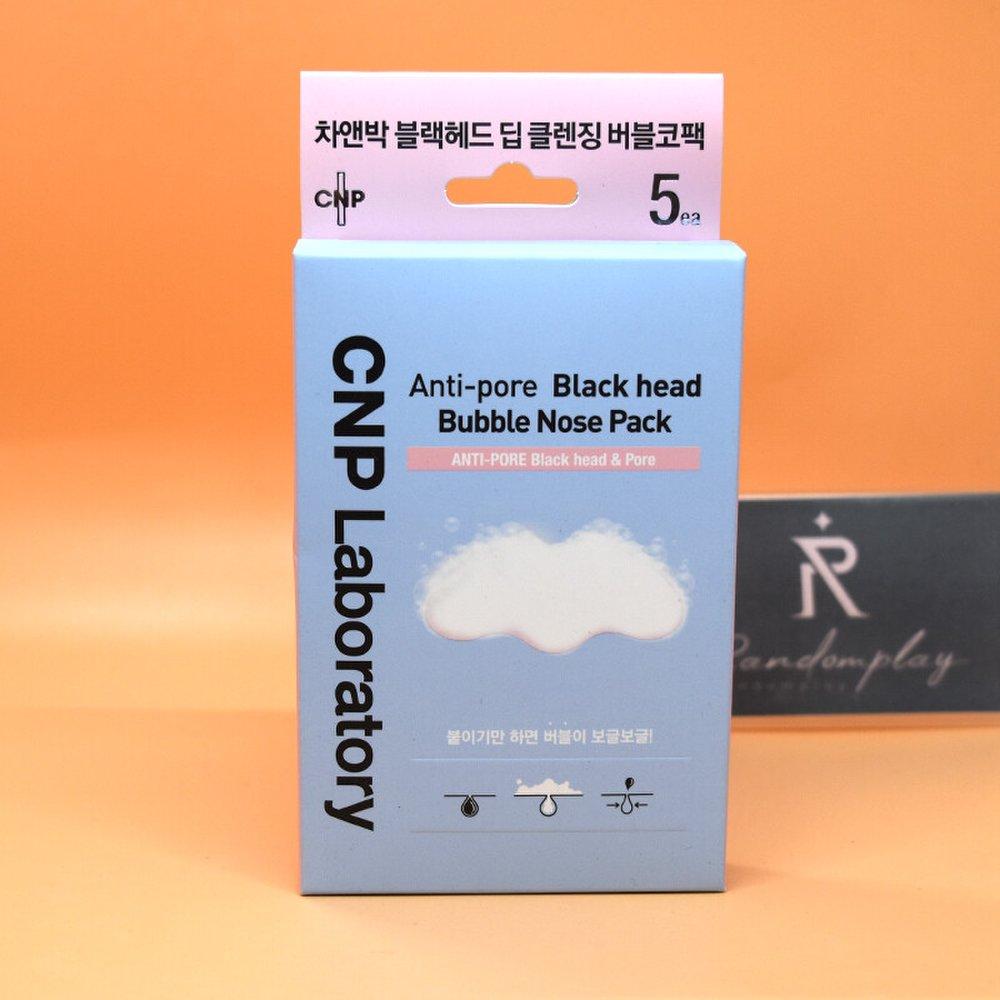 차앤박 블랙헤드 딥 클렌징 버블코팩
CNP
5ea
CNP Laboratory
Anti-pore Black head
Bubble Nose Pack
ANTI-PORE Black head & Pore
붙이기만 하면 버블이 보글보글!
R
Randomplay